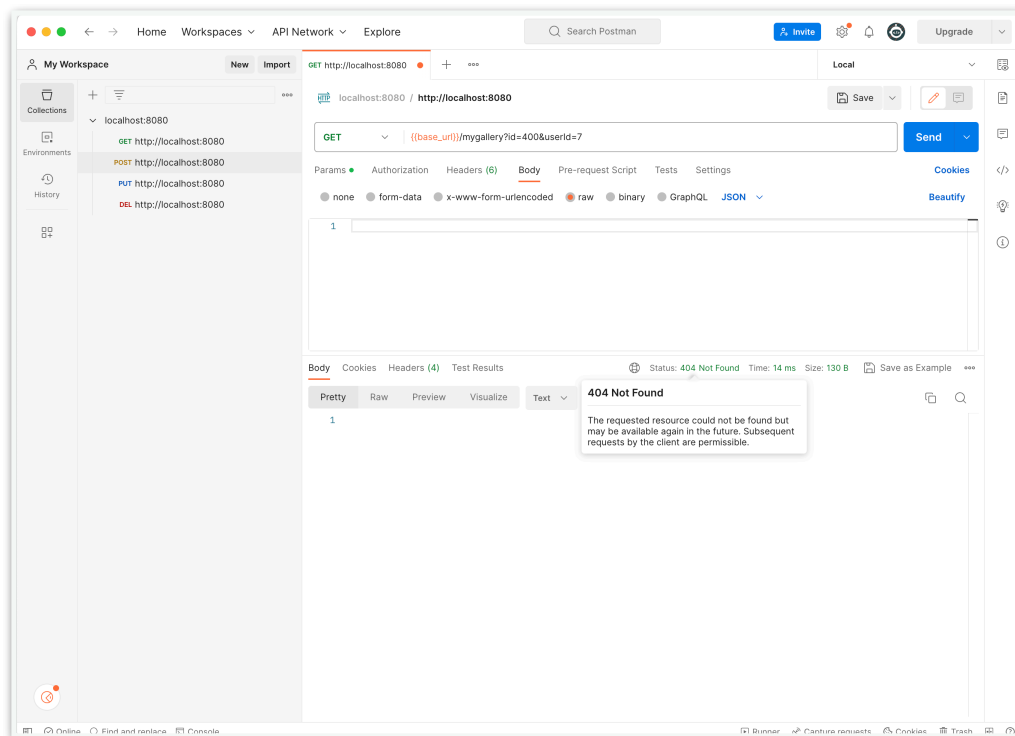 Home Workspaces API Network Explore Search Postman Invite Upgrade
My Workspace New Import GET http://localhost:8080 Local
localhost:8080 / http://localhost:8080 Save
Collections
localhost:8080
GET {{base_url}}/mygallery?id=400&userId=7 Send
GET http://localhost:8080
Environments
POST http://localhost:8080
Params Authorization Headers (6) Body Pre-request Script Tests Settings Cookies
PUT http://localhost:8080
History
DEL http://localhost:8080
none form-data x-www-form-urlencoded raw binary GraphQL JSON Beautify
1
Body Cookies Headers (4) Test Results Status: 404 Not Found Time: 14 ms Size: 130 B Save as Example
Pretty Raw Preview Visualize Text
404 Not Found
1
The requested resource could not be found but
may be available again in the future. Subsequent
requests by the client are permissible.
Online Find and replace Console Runner Capture requests Cookies Trash